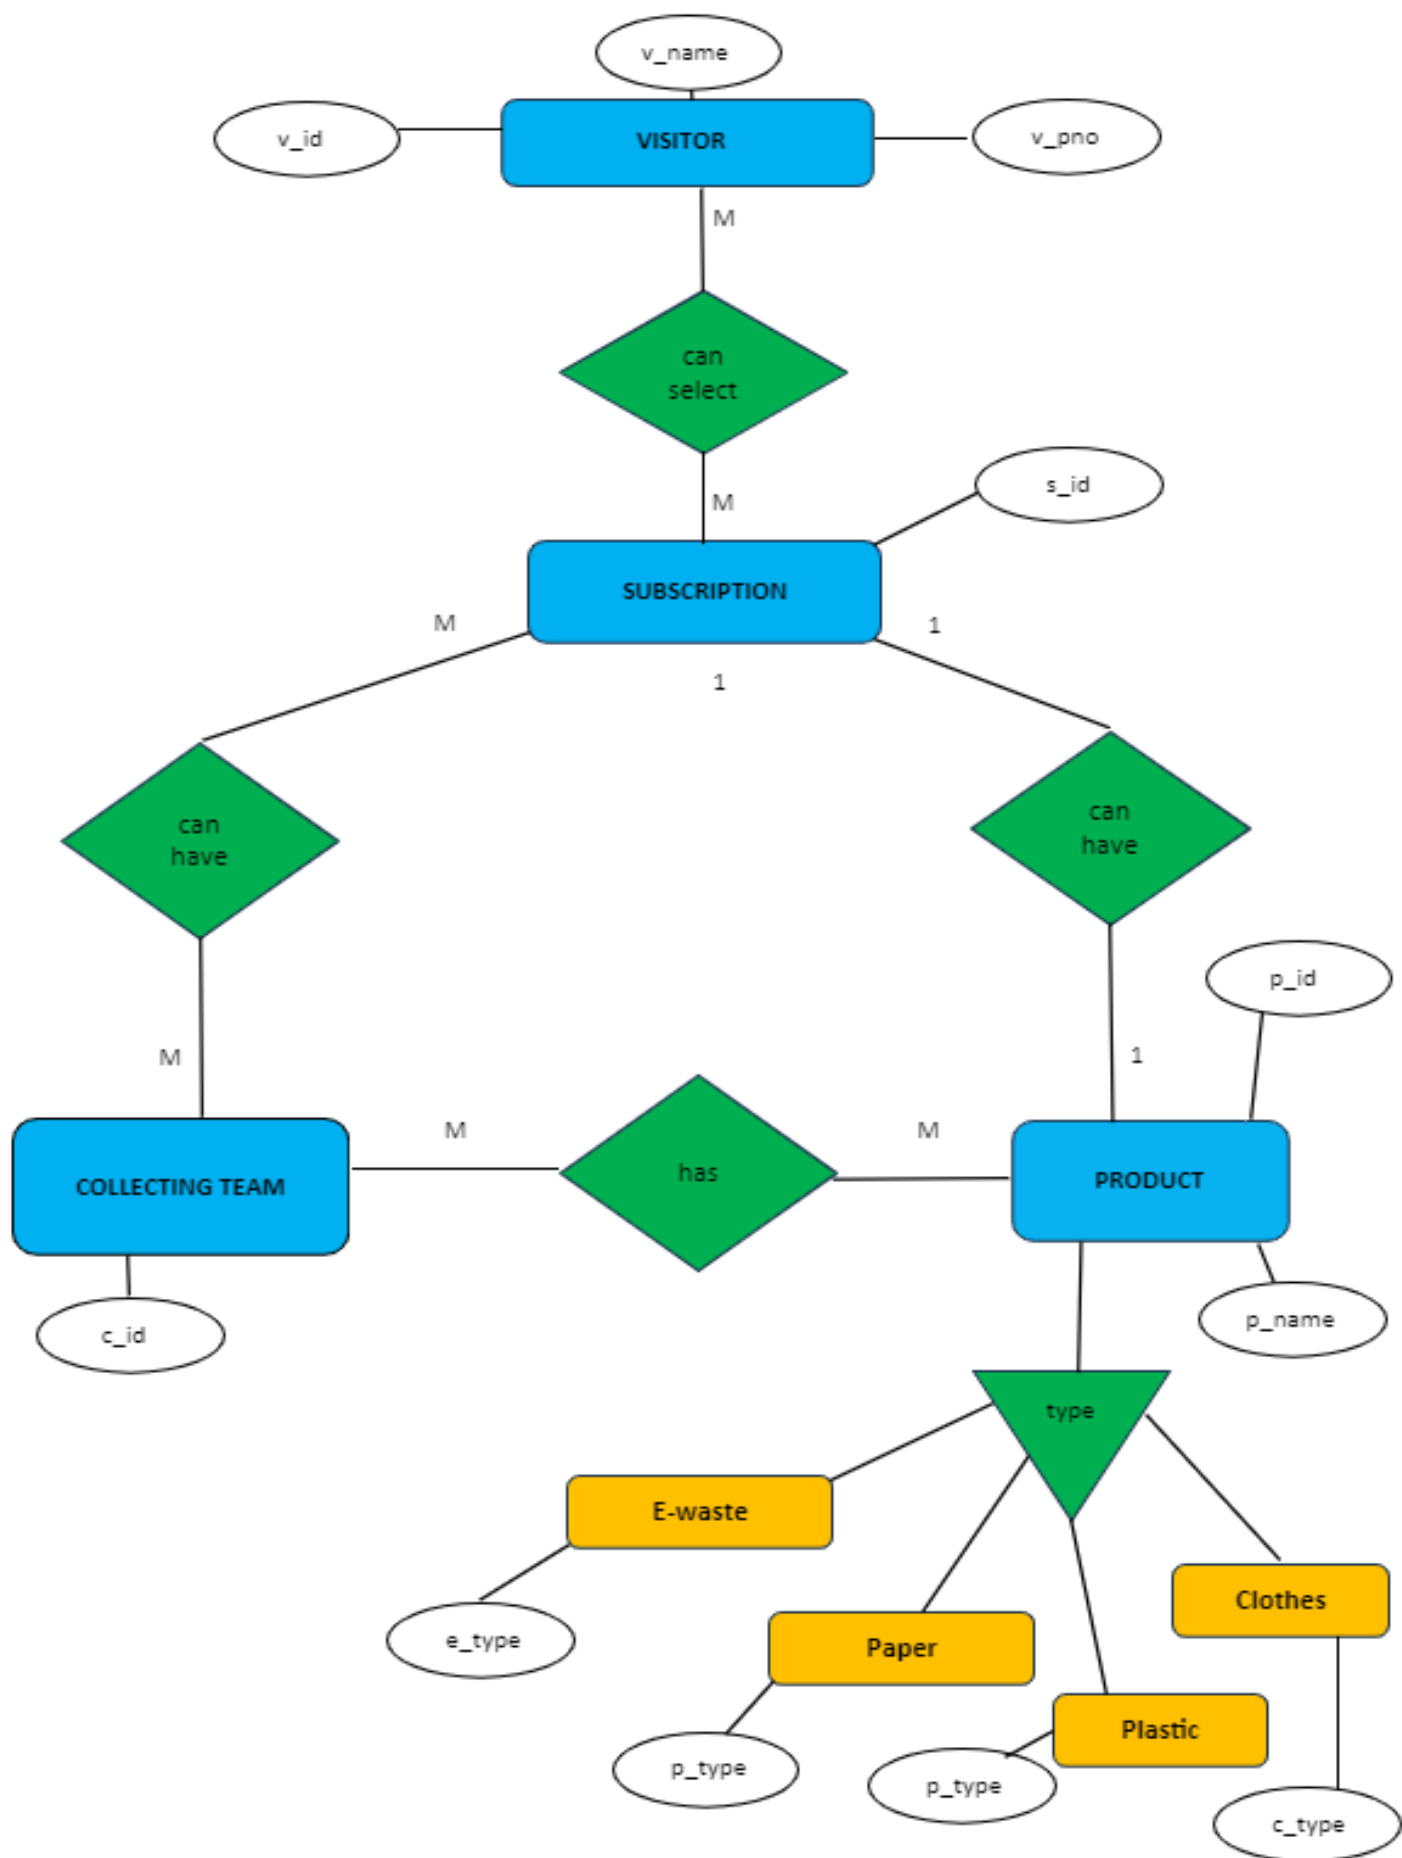 v_name
v_id
VISITOR
v_pno
M
can
select
M
s_id
SUBSCRIPTION
M
1
1
can
have
can
have
p_id
M
1
M
M
has
COLLECTING TEAM
PRODUCT
c_id
p_name
type
E-waste
Clothes
e_type
Paper
Plastic
p_type
p_type
c_type